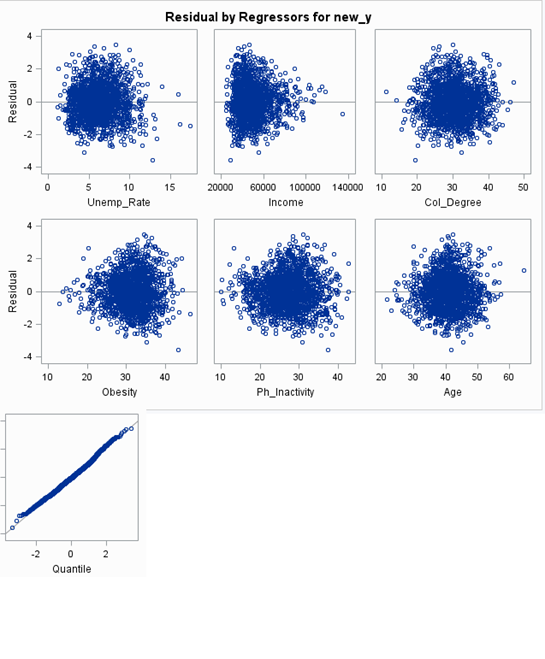 Residual by Regressors for new_y
4
2
0
-2
-4
Residual
0 5 10 15
20000 60000 100000 140000
10 20 30 40 50
Unemp_Rate
Income
Col_Degree
4
2
0
-2
-4
Residual
10 20 30 40
10 20 30 40
20 30 40 50 60
Obesity
Ph_Inactivity
Age
-2 0 2
Quantile